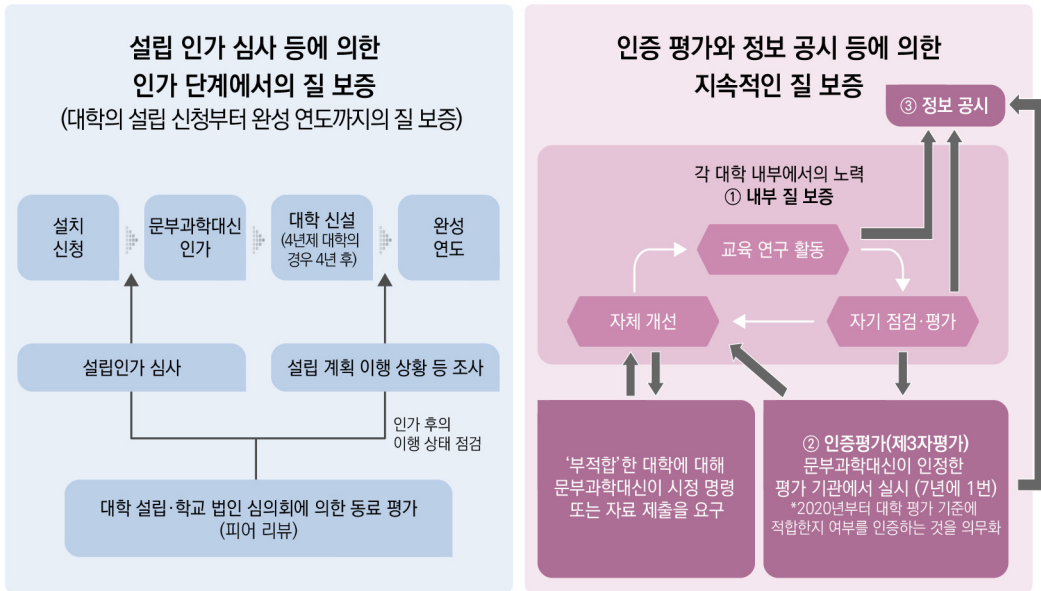 설립 인가 심사 등에 의한
인가 단계에서의 질 보증
(대학의 설립 신청부터 완성 연도까지의 질 보증)
설치
신청
문부과학대신
인가
대학 신설
(4년제 대학의
경우 4년 후)
완성
연도
설립인가 심사
설립 계획 이행 상황 등 조사
인가 후의
이행 상태 점검
대학 설립·학교 법인 심의회에 의한 동료 평가
(피어 리뷰)
인증 평가와 정보 공시 등에 의한
지속적인 질 보증
③ 정보 공시
각 대학 내부에서의 노력
① 내부 질 보증
교육 연구 활동
자체 개선
자기 점검·평가
‘부적합’한 대학에 대해
문부과학대신이 시정 명령
또는 자료 제출을 요구
② 인증평가(제3자평가)
문부과학대신이 인정한
평가 기관에서 실시 (7년에 1번)
*2020년부터 대학 평가 기준에
적합한지 여부를 인증하는 것을 의무화